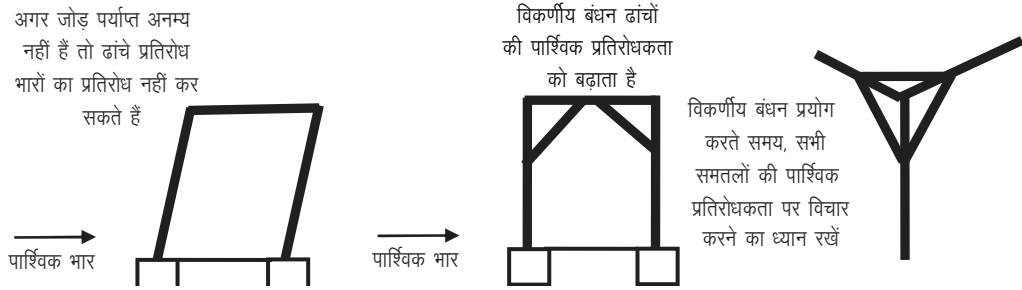 अगर जोड़ पर्याप्त अनम्य
नहीं हैं तो ढांचे प्रतिरोध
भारों का प्रतिरोध नहीं कर
सकते हैं
पार्श्विक भार
विकर्णीय बंधन ढांचों
की पार्श्विक प्रतिरोधकता
को बढ़ाता है
पार्श्विक भार
विकर्णीय बंधन प्रयोग
करते समय, सभी
समतलों की पार्श्विक
प्रतिरोधकता पर विचार
करने का ध्यान रखें